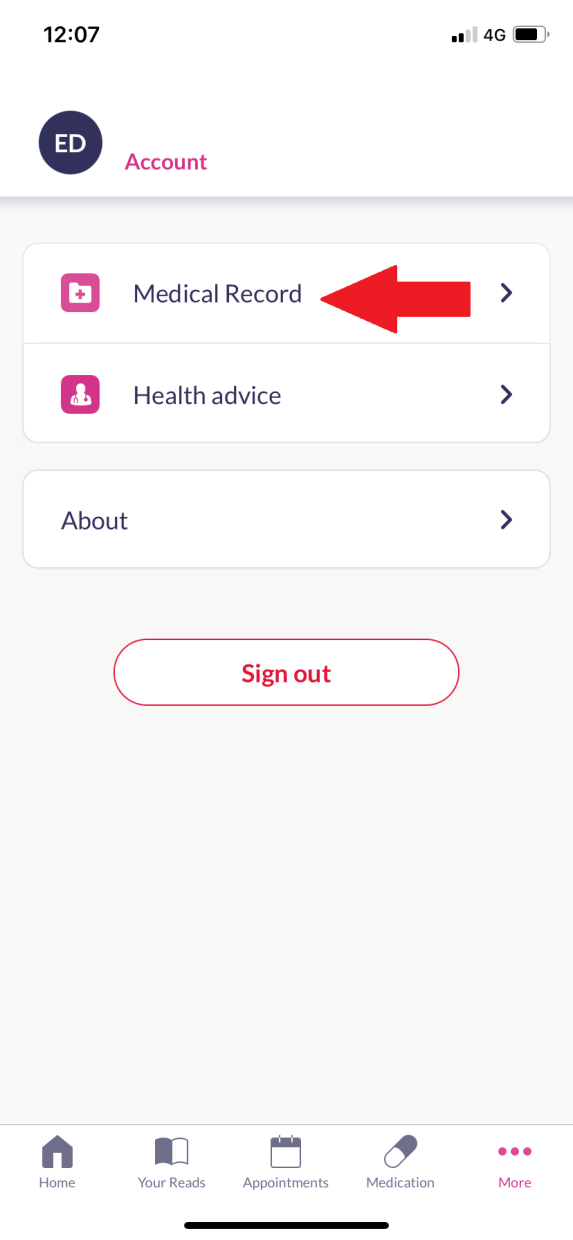 12:07
4G
ED
Account
Medical Record
Health advice
About
Sign out
Home
Your Reads
Appointments
Medication
More